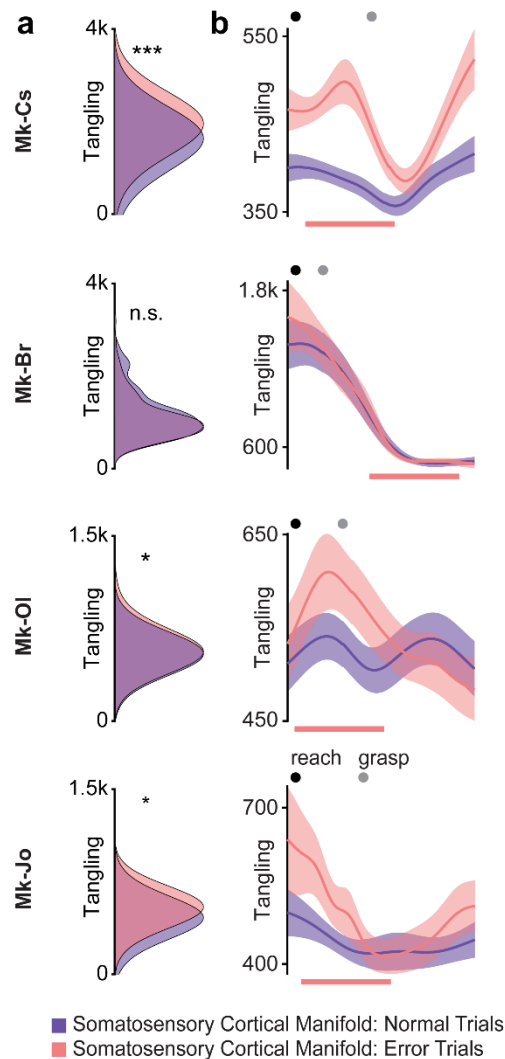 a
b
Mk-Cs
4k
Tangling
0
***
550
Tangling
350
Mk-Br
4k
Tangling
0
n.s.
1.8k
Tangling
600
Mk-Ol
1.5k
Tangling
0
*
650
Tangling
450
Mk-Jo
1.5k
Tangling
0
*
reach grasp
700
Tangling
400
Somatosensory Cortical Manifold: Normal Trials
Somatosensory Cortical Manifold: Error Trials